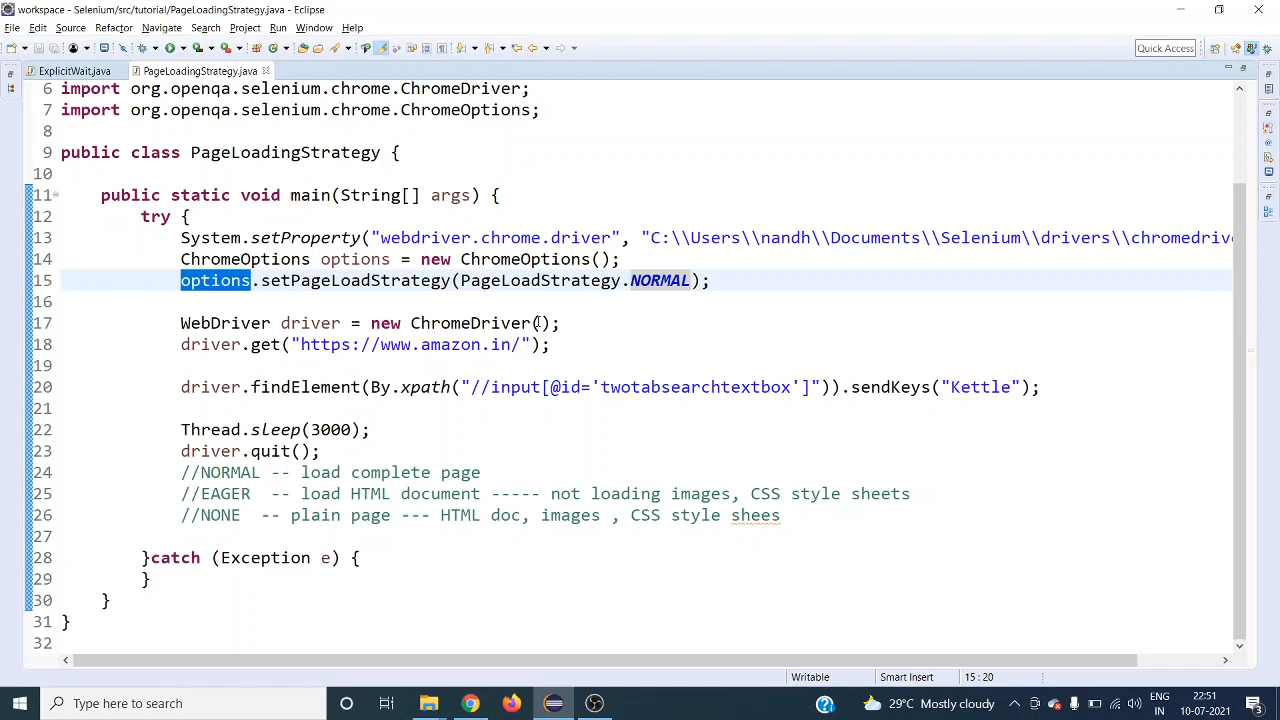 workspace - Selenium/src/tutorial/PageLoadingStrategy.java - Eclipse
File Edit Source Refactor Navigate Search Project Run Window Help
Quick Access
ExplicitWait.java PageLoadingStrategy.java
6 import org.openqa.selenium.chrome.ChromeDriver;
7 import org.openqa.selenium.chrome.ChromeOptions;
8
9 public class PageLoadingStrategy {
10
11 public static void main(String[] args) {
12 try {
13 System.setProperty("webdriver.chrome.driver", "C:\\Users\\nandh\\Documents\\Selenium\\drivers\\chromedrive
14 ChromeOptions options = new ChromeOptions();
15 options.setPageLoadStrategy(PageLoadStrategy.NORMAL);
16
17 WebDriver driver = new ChromeDriver();
18 driver.get("https://www.amazon.in/");
19
20 driver.findElement(By.xpath("//input[@id='twotabsearchtextbox']")).sendKeys("Kettle");
21
22 Thread.sleep(3000);
23 driver.quit();
24 //NORMAL -- load complete page
25 //EAGER -- load HTML document ----- not loading images, CSS style sheets
26 //NONE -- plain page --- HTML doc, images , CSS style shees
27
28 }catch (Exception e) {
29 }
30 }
31 }
32
Writable Smart Insert 15 : 20
Type here to search 29°C Mostly cloudy ENG IN 22:51 10-07-2021 3